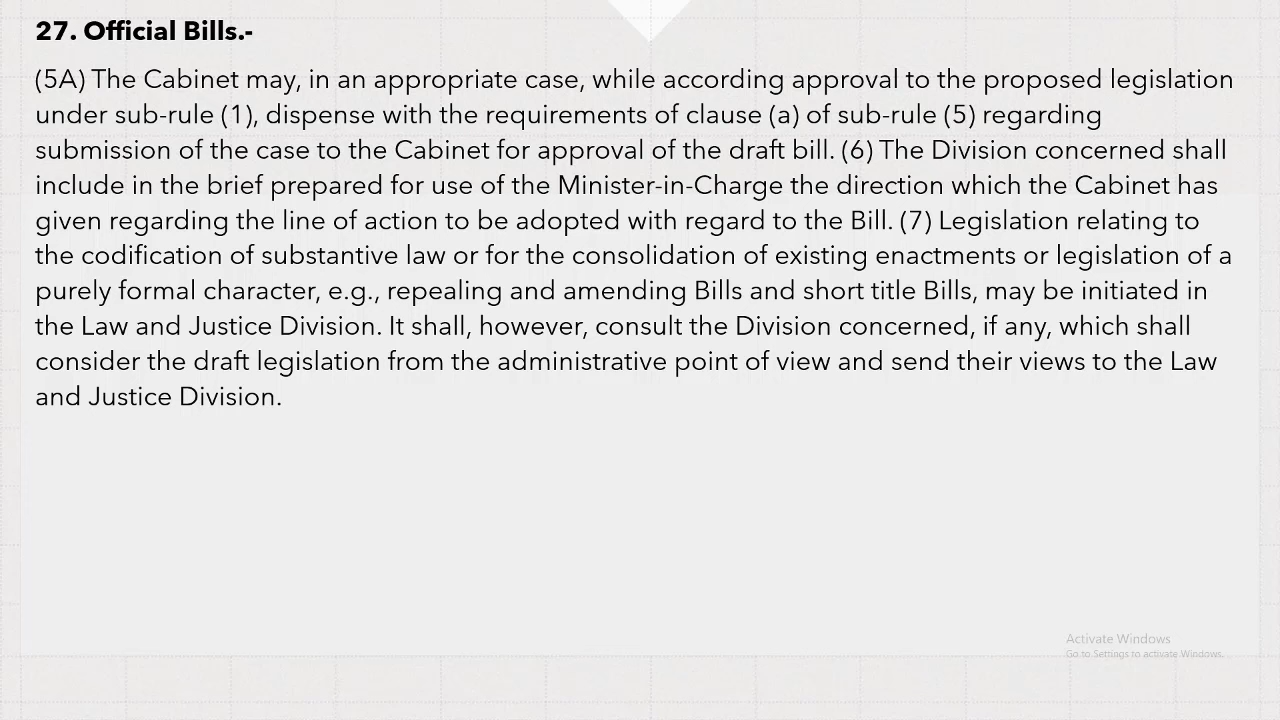 27. Official Bills.-
(5A) The Cabinet may, in an appropriate case, while according approval to the proposed legislation
under sub-rule (1), dispense with the requirements of clause (a) of sub-rule (5) regarding
submission of the case to the Cabinet for approval of the draft bill. (6) The Division concerned shall
include in the brief prepared for use of the Minister-in-Charge the direction which the Cabinet has
given regarding the line of action to be adopted with regard to the Bill. (7) Legislation relating to
the codification of substantive law or for the consolidation of existing enactments or legislation of a
purely formal character, e.g., repealing and amending Bills and short title Bills, may be initiated in
the Law and Justice Division. It shall, however, consult the Division concerned, if any, which shall
consider the draft legislation from the administrative point of view and send their views to the Law
and Justice Division.
Activate Windows
Go to Settings to activate Windows.